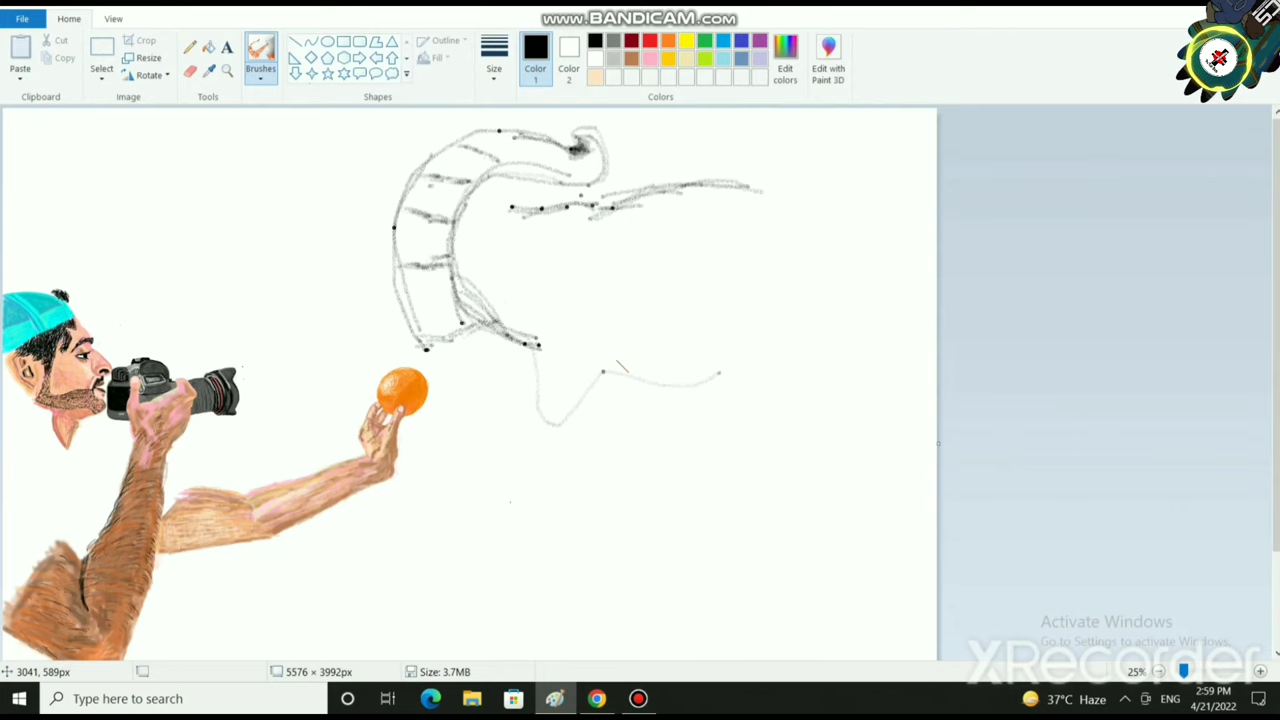 www.BANDICAM.com
File
Home
View
Paste
Cut
Copy
Clipboard
Select
Crop
Resize
Rotate
Image
Tools
Brushes
Shapes
Outline
Fill
Size
Color 1
Color 2
Colors
Edit colors
Edit with Paint 3D
Activate Windows
Go to Settings to activate Windows.
XRecorder
3041, 589px
5576 × 3992px
Size: 3.7MB
25%
Type here to search
37°C Haze
ENG
2:59 PM
4/21/2022